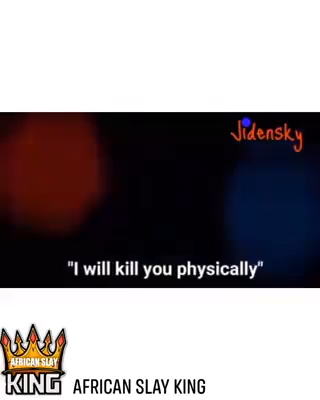 Jidensky
"I will kill you physically"
AFRICAN SLAY
KING
AFRICAN SLAY KING